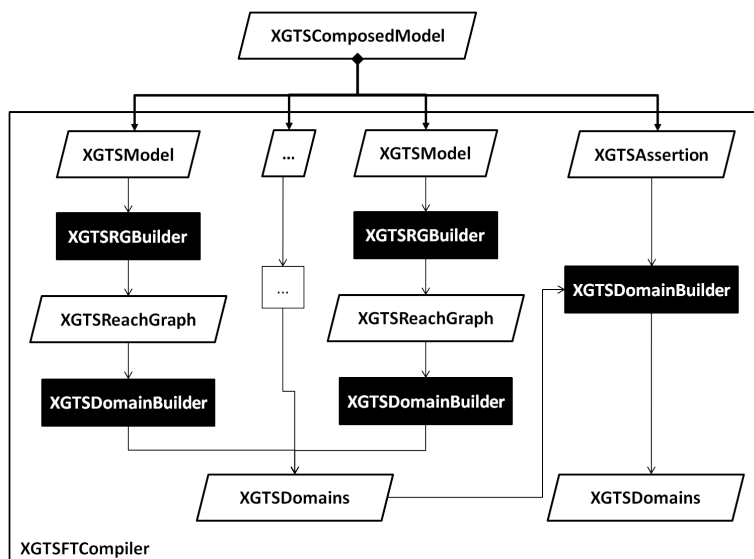 XGTSComposedModel
XGTSModel
...
XGTSModel
XGTSAssertion
XGTSRGBuilder
XGTSRGBuilder
...
XGTSDomainBuilder
XGTSReachGraph
XGTSReachGraph
XGTSDomainBuilder
XGTSDomainBuilder
XGTSDomains
XGTSDomains
XGTSFTCompiler